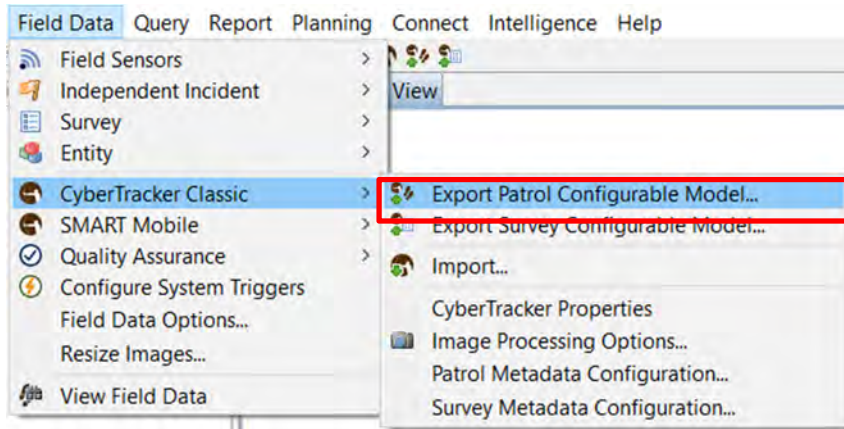 Field Data Query Report Planning Connect Intelligence Help
Field Sensors
Independent Incident
View
Survey
Entity
CyberTracker Classic
SMART Mobile
Quality Assurance
Configure System Triggers
Field Data Options...
Resize Images...
View Field Data
Export Patrol Configurable Model...
Export Survey Configurable Model...
Import...
CyberTracker Properties
Image Processing Options...
Patrol Metadata Configuration...
Survey Metadata Configuration...